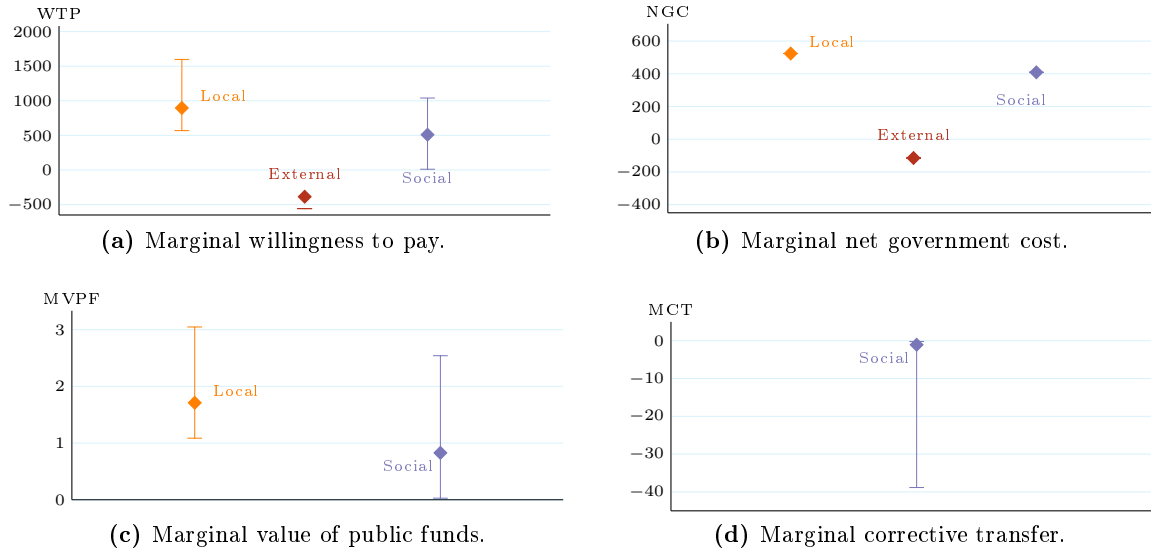 WTP
2000
1500
1000
500
0
−500
Local
External
Social
(a) Marginal willingness to pay.
NGC
600
400
200
0
−200
−400
Local
External
Social
(b) Marginal net government cost.
MVPF
3
2
1
0
Local
Social
(c) Marginal value of public funds.
MCT
0
−10
−20
−30
−40
Social
(d) Marginal corrective transfer.